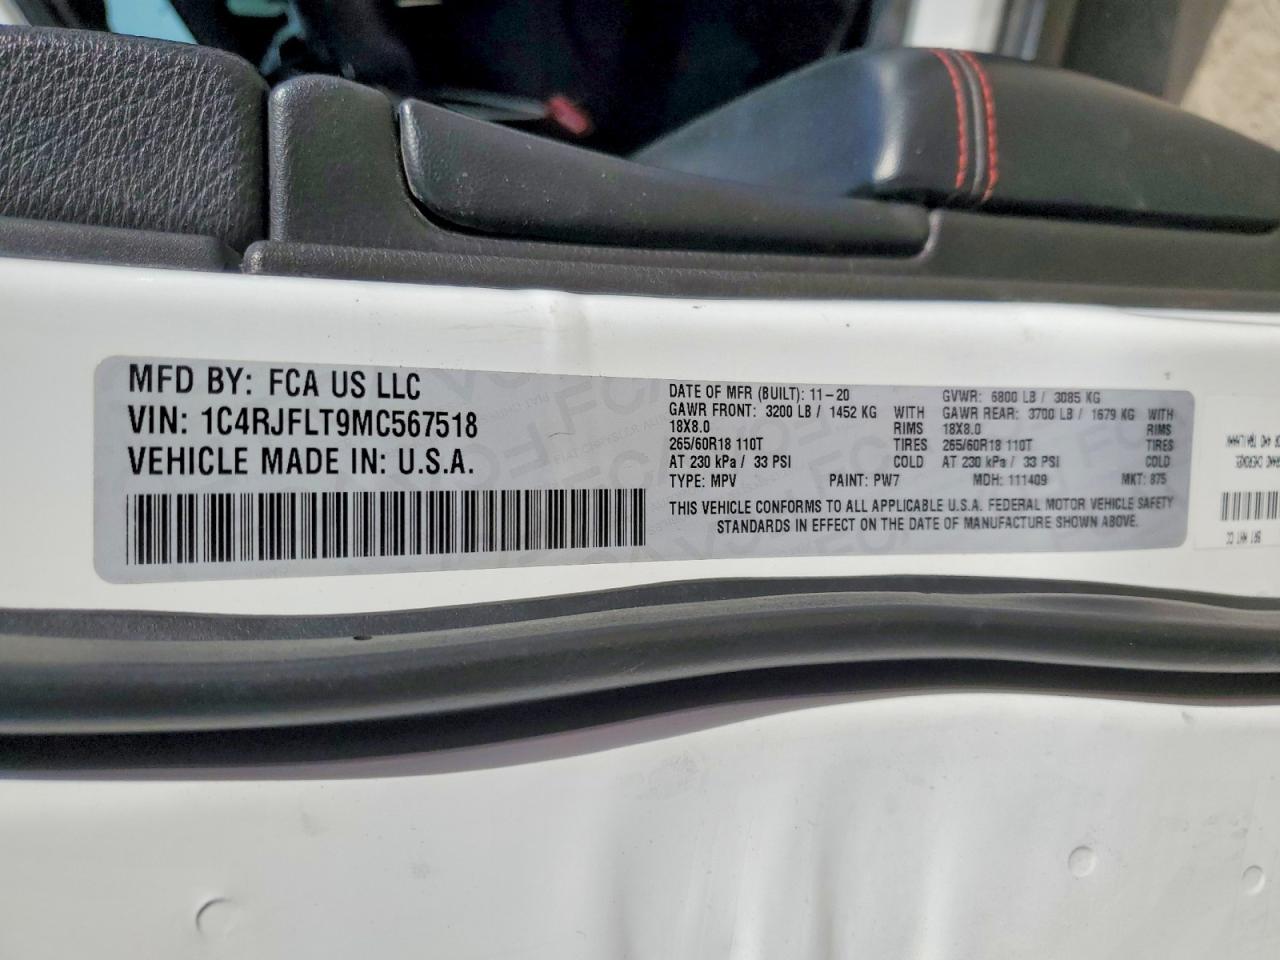 MFD BY: FCA US LLC
VIN: 1C4RJFLT9MC567518
VEHICLE MADE IN: U.S.A.
DATE OF MFR (BUILT): 11-20 GVWR: 6800 LB / 3085 KG
GAWR FRONT: 3200 LB / 1452 KG WITH GAWR REAR: 3700 LB / 1679 KG WITH
18X8.0 RIMS 18X8.0 RIMS
265/60R18 110T TIRES 265/60R18 110T TIRES
AT 230 kPa / 33 PSI COLD AT 230 kPa / 33 PSI COLD
TYPE: MPV PAINT: PW7 MDH: 111409 MKT: 875
THIS VEHICLE CONFORMS TO ALL APPLICABLE U.S.A. FEDERAL MOTOR VEHICLE SAFETY
STANDARDS IN EFFECT ON THE DATE OF MANUFACTURE SHOWN ABOVE.